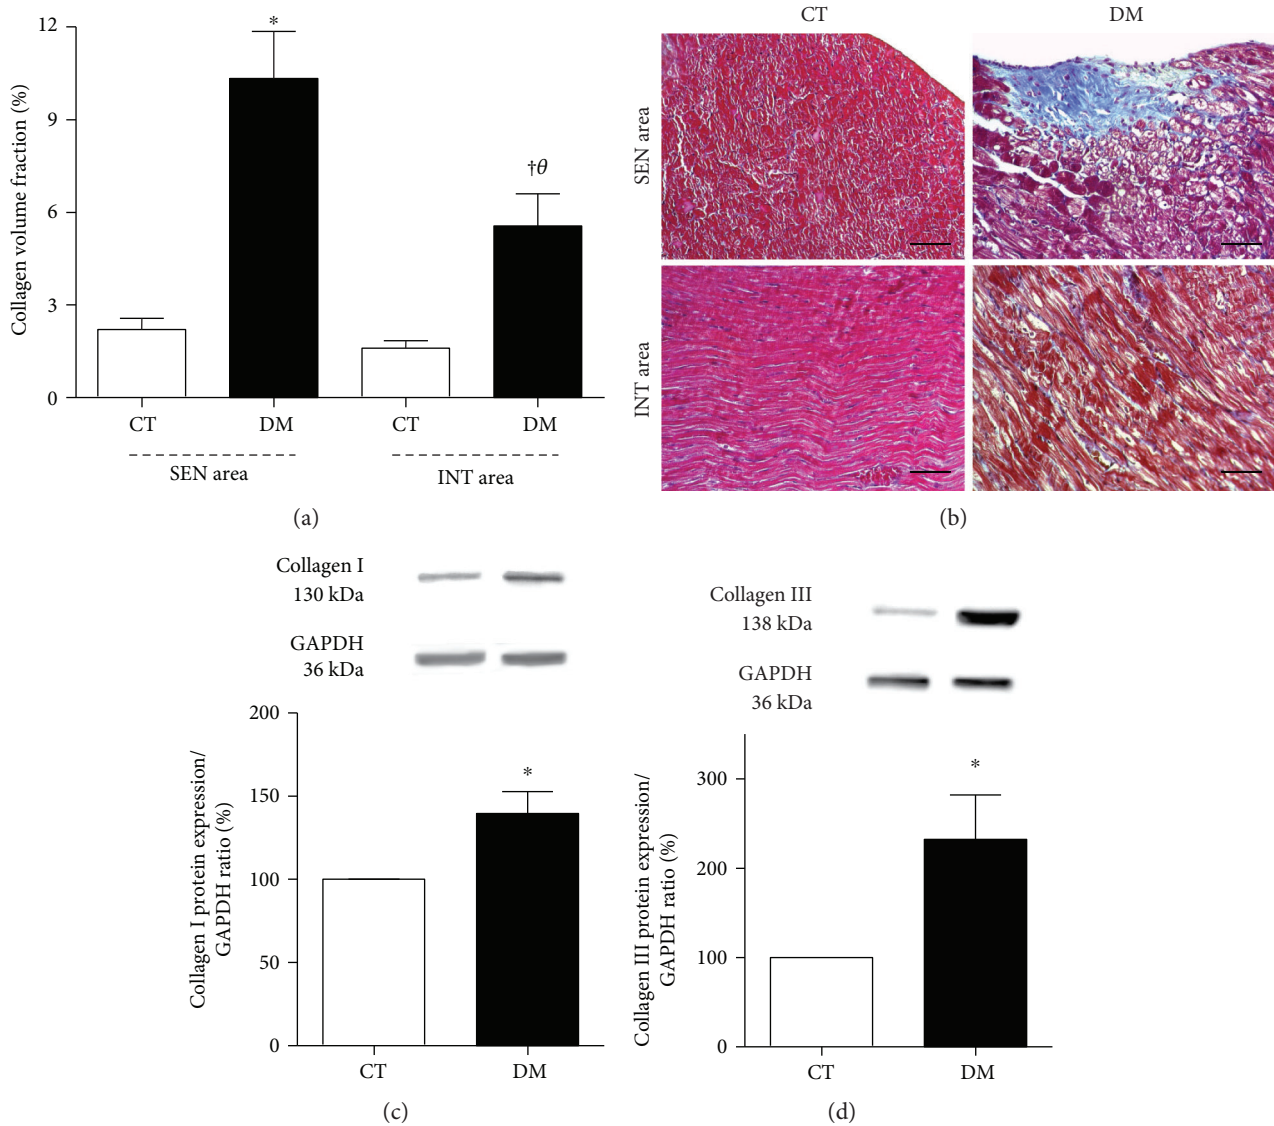 12
9
6
3
0
Collagen volume fraction (%)
*
†θ
CT
DM
CT
DM
SEN area
INT area
(a)
CT
DM
SEN area
INT area
(b)
Collagen I
130 kDa
GAPDH
36 kDa
200
150
100
50
0
Collagen I protein expression/
GAPDH ratio (%)
*
CT
DM
(c)
Collagen III
138 kDa
GAPDH
36 kDa
300
200
100
0
Collagen III protein expression/
GAPDH ratio (%)
*
CT
DM
(d)